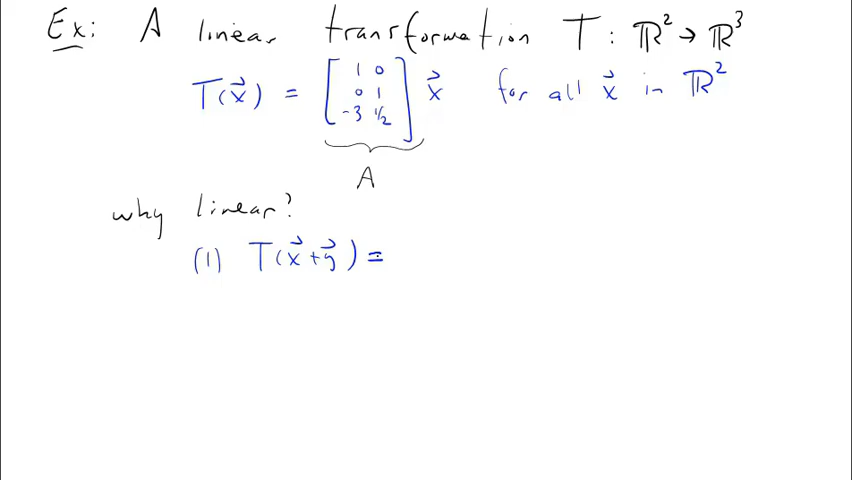 Ex: A linear transformation T : ℝ² → ℝ³
T(x⃗) = [1 0; 0 1; -3 1/2] x⃗ for all x⃗ in ℝ²
A
why linear?
(1) T(x⃗+y⃗) =